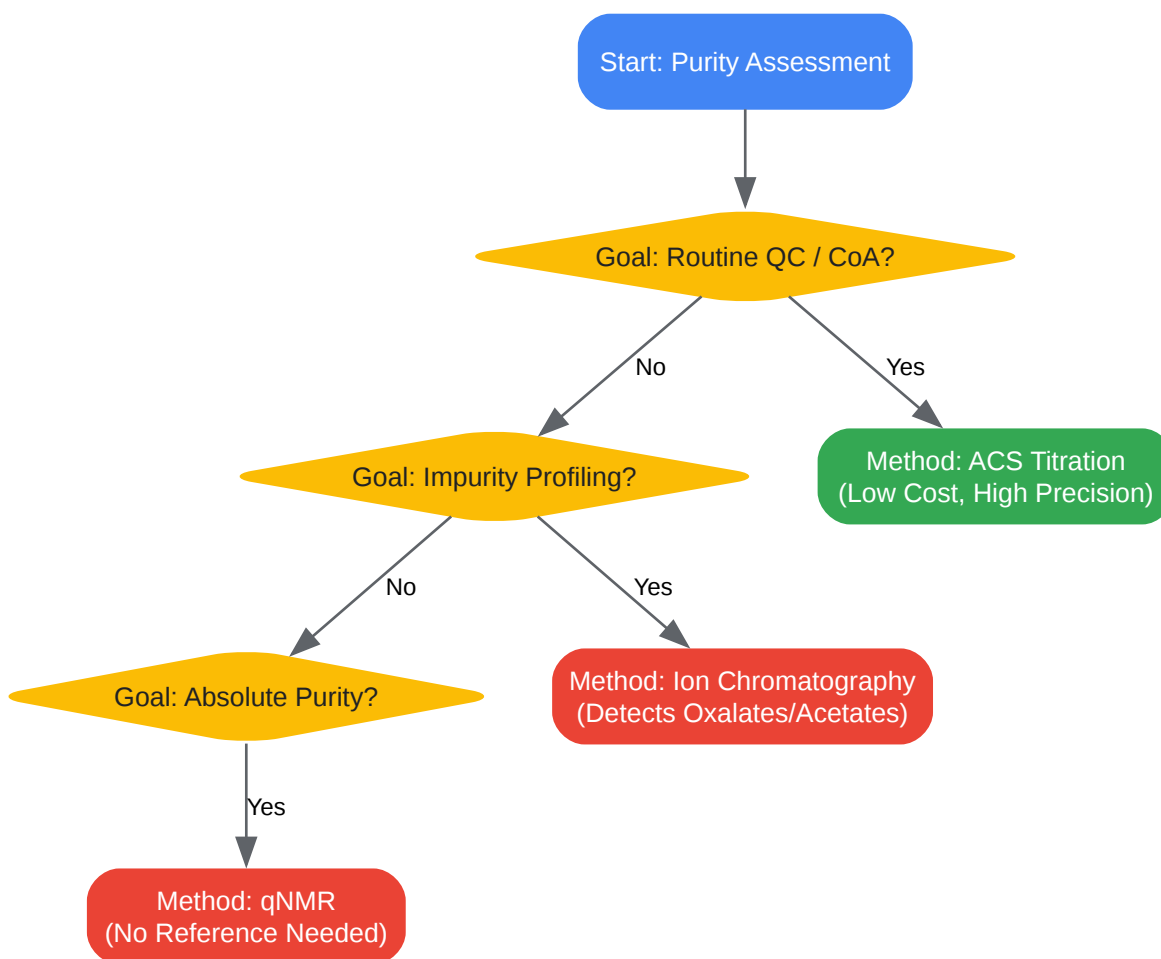 Start: Purity Assessment
Goal: Routine QC / CoA?
No
Yes
Goal: Impurity Profiling?
Method: ACS Titration
(Low Cost, High Precision)
No
Yes
Goal: Absolute Purity?
Method: Ion Chromatography
(Detects Oxalates/Acetates)
Yes
Method: qNMR
(No Reference Needed)